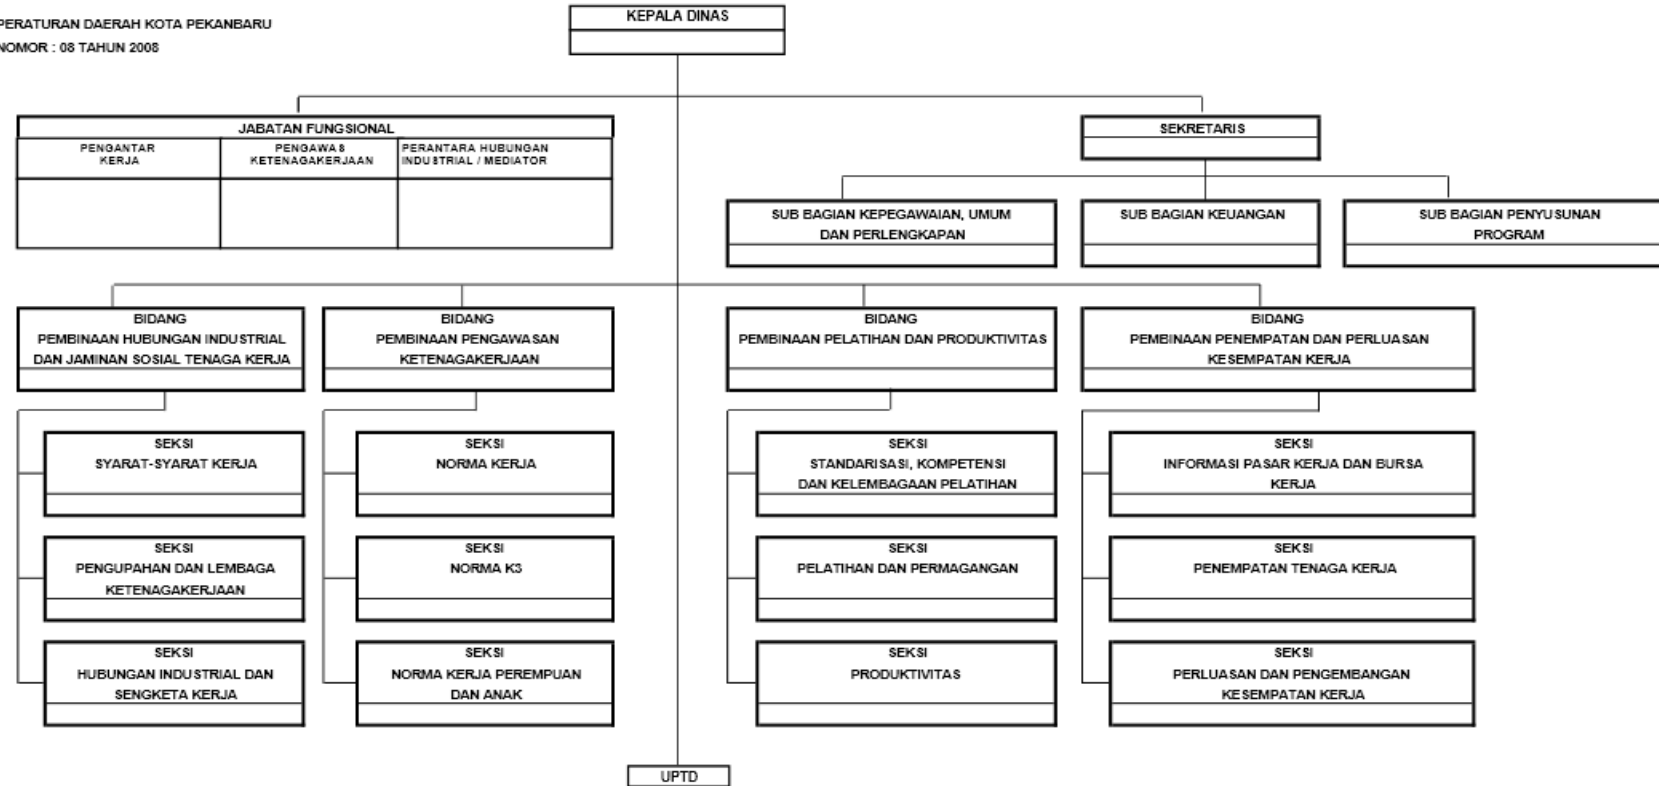 PERATURAN DAERAH KOTA PEKANBARU
NOMOR : 08 TAHUN 2008
KEPALA DINAS
JABATAN FUNGSIONAL
PENGANTAR
KERJA
PENGAWAS
KETENAGAKERJAAN
PERANTARA HUBUNGAN
INDUSTRIAL / MEDIATOR
SEKRETARIS
SUB BAGIAN KEPEGAWAIAN, UMUM
DAN PERLENGKAPAN
SUB BAGIAN KEUANGAN
SUB BAGIAN PENYUSUNAN
PROGRAM
BIDANG
PEMBINAAN HUBUNGAN INDUSTRIAL
DAN JAMINAN SOSIAL TENAGA KERJA
BIDANG
PEMBINAAN PENGAWASAN
KETENAGAKERJAAN
BIDANG
PEMBINAAN PELATIHAN DAN PRODUKTIVITAS
BIDANG
PEMBINAAN PENEMPATAN DAN PERLUASAN
KESEMPATAN KERJA
SEKSI
SYARAT-SYARAT KERJA
SEKSI
NORMA KERJA
SEKSI
STANDARISASI, KOMPETENSI
DAN KELEMBAGAAN PELATIHAN
SEKSI
INFORMASI PASAR KERJA DAN BURSA
KERJA
SEKSI
PENGUPAHAN DAN LEMBAGA
KETENAGAKERJAAN
SEKSI
NORMA K3
SEKSI
PELATIHAN DAN PERMAGANGAN
SEKSI
PENEMPATAN TENAGA KERJA
SEKSI
HUBUNGAN INDUSTRIAL DAN
SENGKETA KERJA
SEKSI
NORMA KERJA PEREMPUAN
DAN ANAK
SEKSI
PRODUKTIVITAS
SEKSI
PERLUASAN DAN PENGEMBANGAN
KESEMPATAN KERJA
UPTD